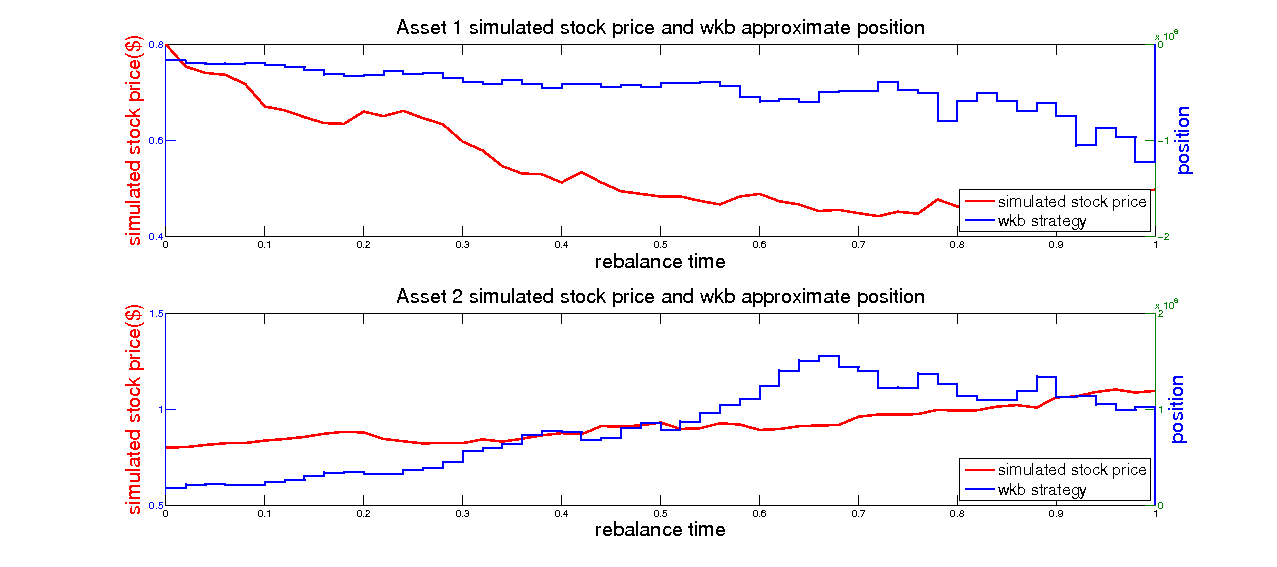 Asset 1 simulated stock price and wkb approximate position
x 10
simulated stock price($)
0.8
0.6
0.4
0
-1
-2
position
simulated stock price
wkb strategy
0 0.1 0.2 0.3 0.4 0.5 0.6 0.7 0.8 0.9 1
rebalance time
Asset 2 simulated stock price and wkb approximate position
x 10
simulated stock price($)
1.5
1
0.5
2
1
0
position
simulated stock price
wkb strategy
0 0.1 0.2 0.3 0.4 0.5 0.6 0.7 0.8 0.9 1
rebalance time